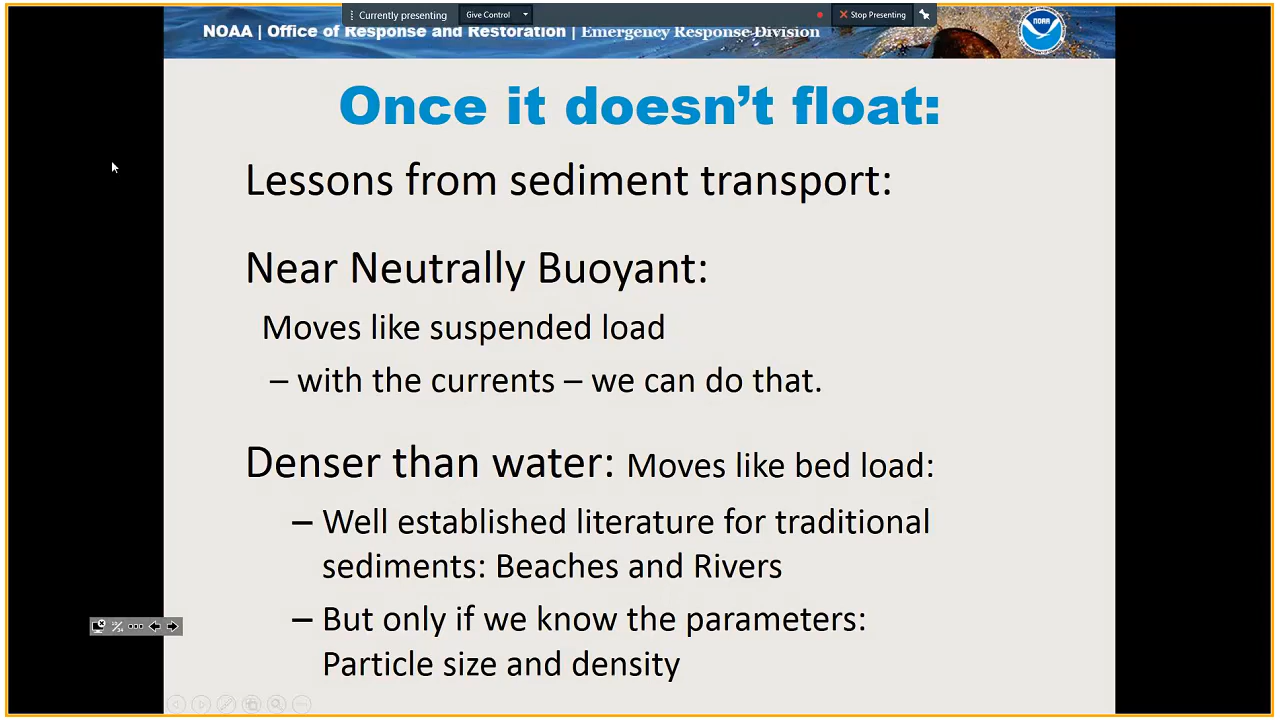 Currently presenting
Give Control
Stop Presenting
NOAA | Office of Response and Restoration | Emergency Response Division
NOAA
Once it doesn’t float:
Lessons from sediment transport:
Near Neutrally Buoyant:
Moves like suspended load
– with the currents – we can do that.
Denser than water: Moves like bed load:
– Well established literature for traditional
sediments: Beaches and Rivers
– But only if we know the parameters:
Particle size and density